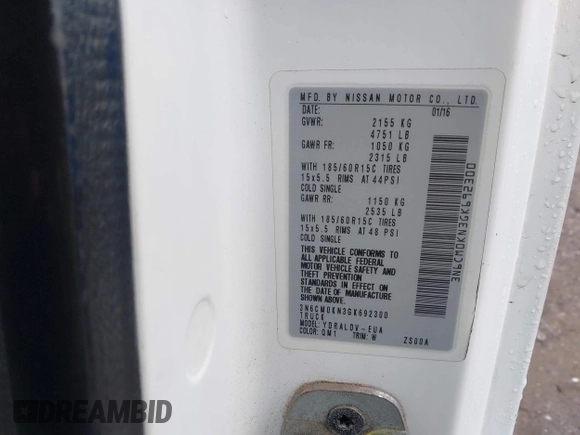 MFD. BY NISSAN MOTOR CO., LTD.
DATE: 01/16
GVWR: 2155 KG
4751 LB
GAWR FR: 1050 KG
2315 LB
WITH 185/60R15C TIRES
15x5.5 RIMS AT 44PSI
COLD SINGLE
GAWR RR: 1150 KG
2535 LB
WITH 185/60R15C TIRES
15x5.5 RIMS AT 48 PSI
COLD SINGLE
THIS VEHICLE CONFORMS TO
ALL APPLICABLE FEDERAL
MOTOR VEHICLE SAFETY AND
THEFT PREVENTION
STANDARDS IN EFFECT ON
THE DATE OF MANUFACTURE
SHOWN ABOVE.
3N6CM0KN3GK692300
TRUCK
MODEL: YDRALDV-EUA
COLOR: QM1 TRIM: W ZS00A
3N6CM0KN3GK692300
DREAMBID